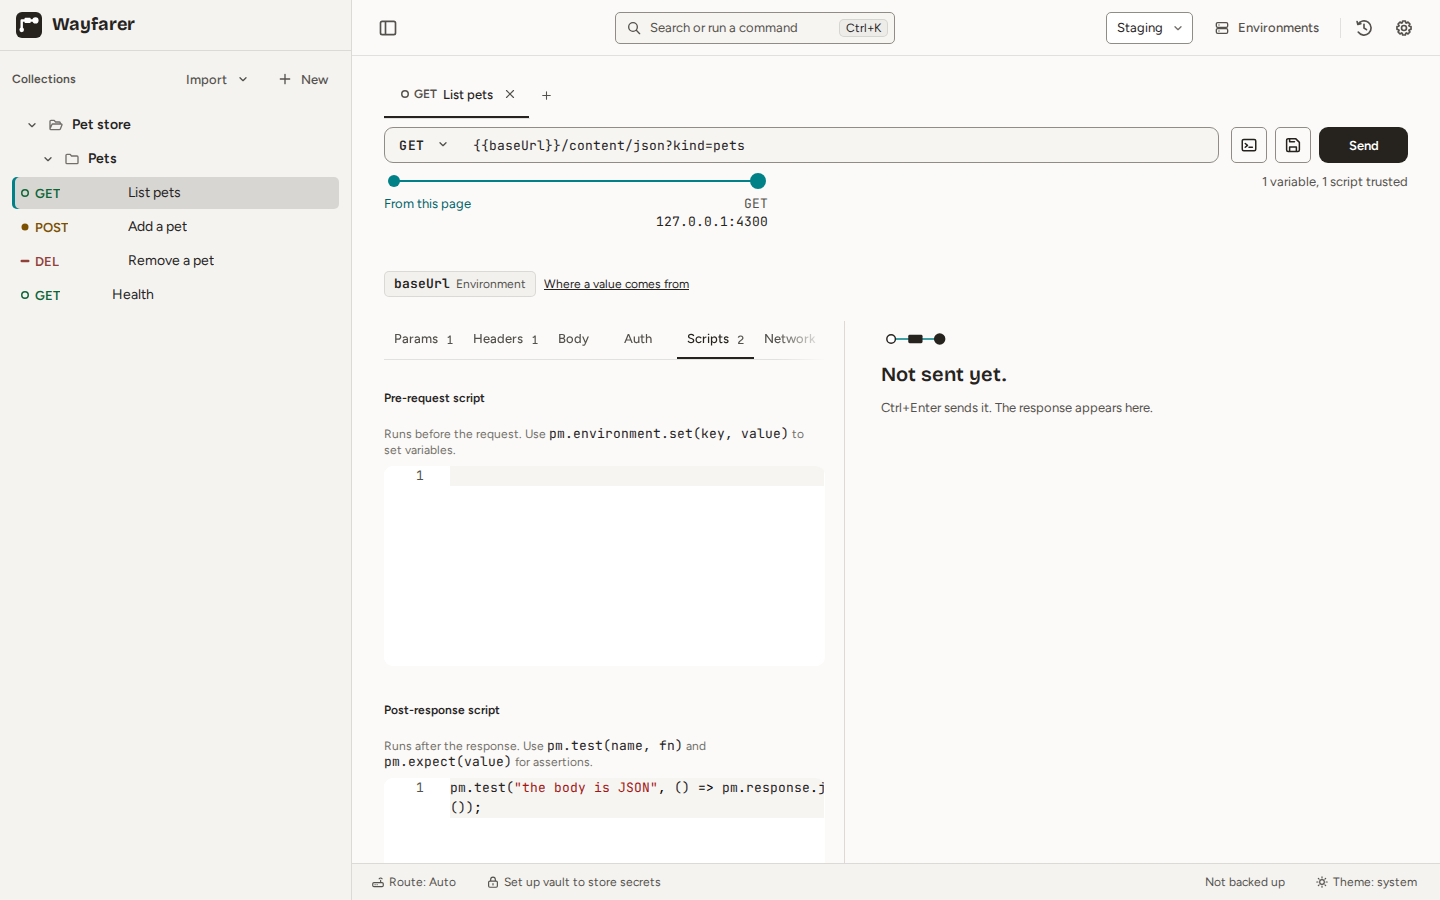 Wayfarer
Search or run a command Ctrl+K
Staging
Environments
Collections
Import
New
GET List pets
Pet store
Pets
GET List pets
POST Add a pet
DEL Remove a pet
GET Health
GET {{baseUrl}}/content/json?kind=pets
Send
1 variable, 1 script trusted
From this page
GET
127.0.0.1:4300
baseUrl Environment
Where a value comes from
Params 1 Headers 1 Body Auth Scripts 2 Network
Pre-request script
Runs before the request. Use pm.environment.set(key, value) to
set variables.
1
Post-response script
Runs after the response. Use pm.test(name, fn) and
pm.expect(value) for assertions.
1 pm.test("the body is JSON", () => pm.response.j
());
Not sent yet.
Ctrl+Enter sends it. The response appears here.
Route: Auto
Set up vault to store secrets
Not backed up
Theme: system